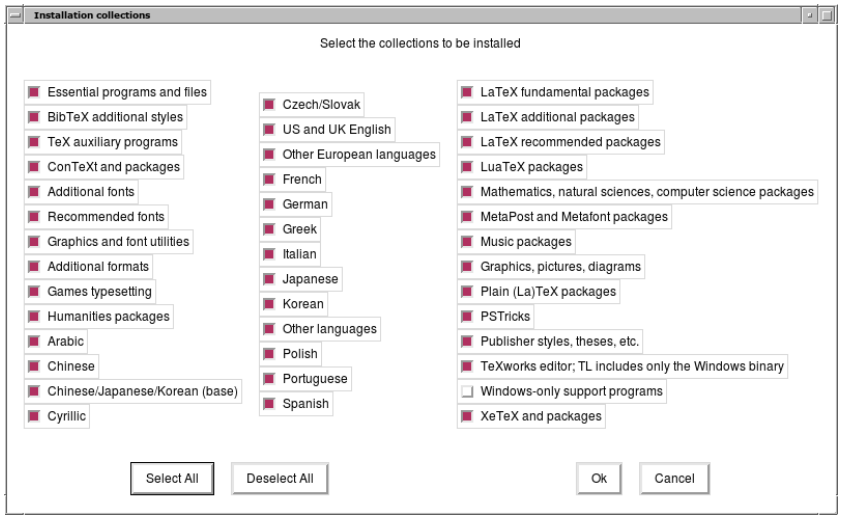 Installation collections
Select the collections to be installed
Essential programs and files
BibTeX additional styles
TeX auxiliary programs
ConTeXt and packages
Additional fonts
Recommended fonts
Graphics and font utilities
Additional formats
Games typesetting
Humanities packages
Arabic
Chinese
Chinese/Japanese/Korean (base)
Cyrillic
Czech/Slovak
US and UK English
Other European languages
French
German
Greek
Italian
Japanese
Korean
Other languages
Polish
Portuguese
Spanish
LaTeX fundamental packages
LaTeX additional packages
LaTeX recommended packages
LuaTeX packages
Mathematics, natural sciences, computer science packages
MetaPost and Metafont packages
Music packages
Graphics, pictures, diagrams
Plain (La)TeX packages
PSTricks
Publisher styles, theses, etc.
TeXworks editor; TL includes only the Windows binary
Windows-only support programs
XeTeX and packages
Select All
Deselect All
Ok
Cancel